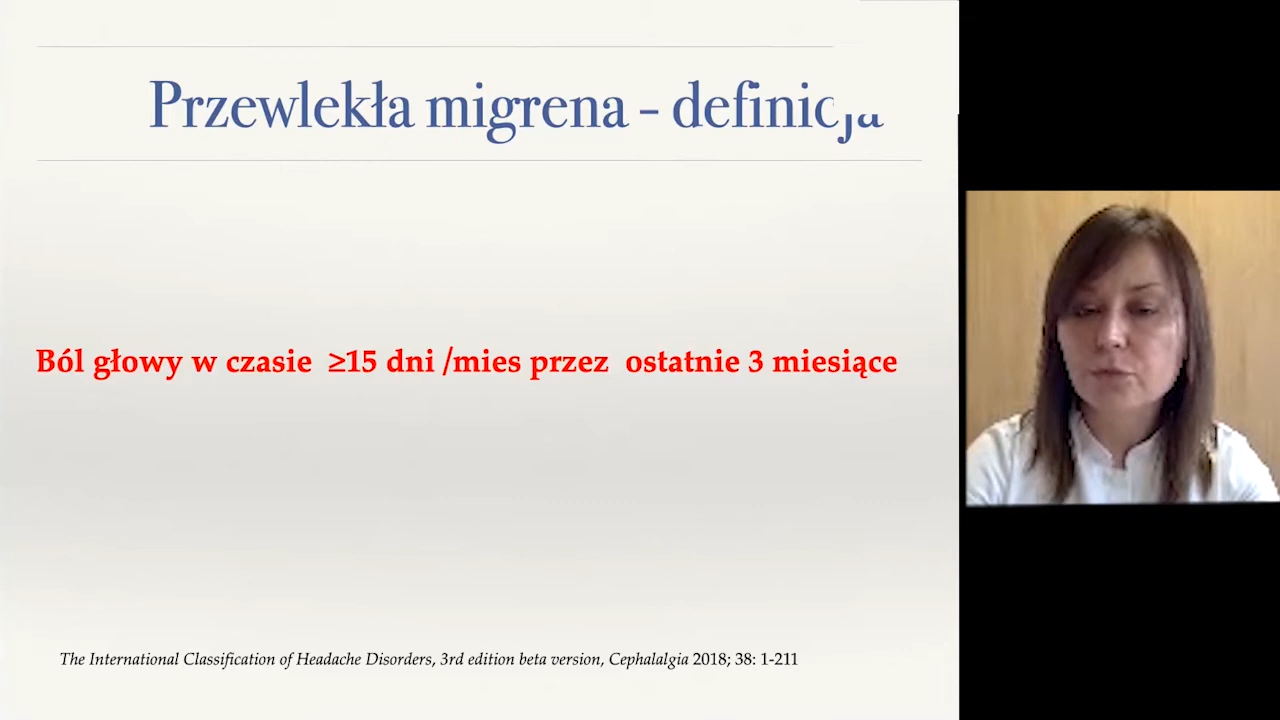 Przewlekła migrena - definicja
Ból głowy w czasie ≥15 dni /mies przez ostatnie 3 miesiące
The International Classification of Headache Disorders, 3rd edition beta version, Cephalalgia 2018; 38: 1-211